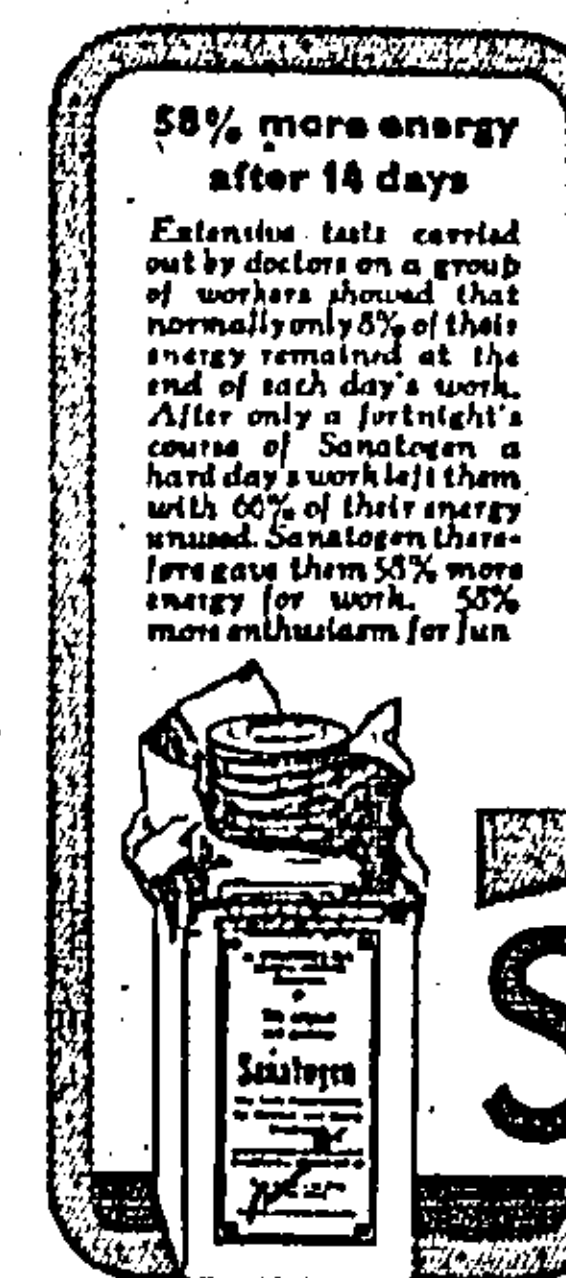 58% more energy
after 14 days
Extensive tests carried
out by doctors on a group
of workers showed that
normally only 8% of their
energy remained at the
end of each day's work.
After only a fortnight's
course of Sanatogen a
hard day's work left them
with 66% of their energy
unused. Sanatogen there-
fore gave them 58% more
energy for work. 58%
more enthusiasm for fun
Sanatogen
S